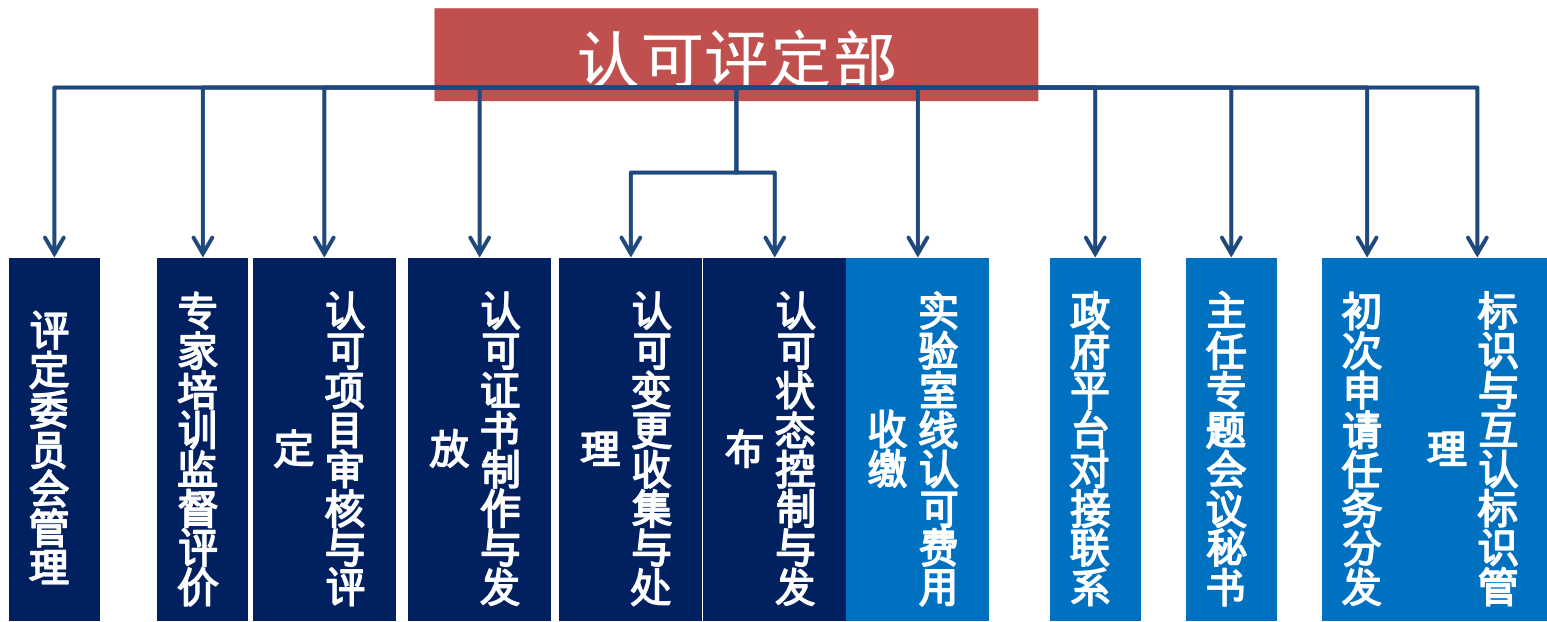 认可评定部
评定委员会管理
专家培训监督评价
认可项目审核与评
定
认可证书制作与发
放
认可变更收集与处
理
认可状态控制与发
布
实验室线认可费用
收缴
政府平台对接联系
主任专题会议秘书
初次申请任务分发
标识与互认标识管
理